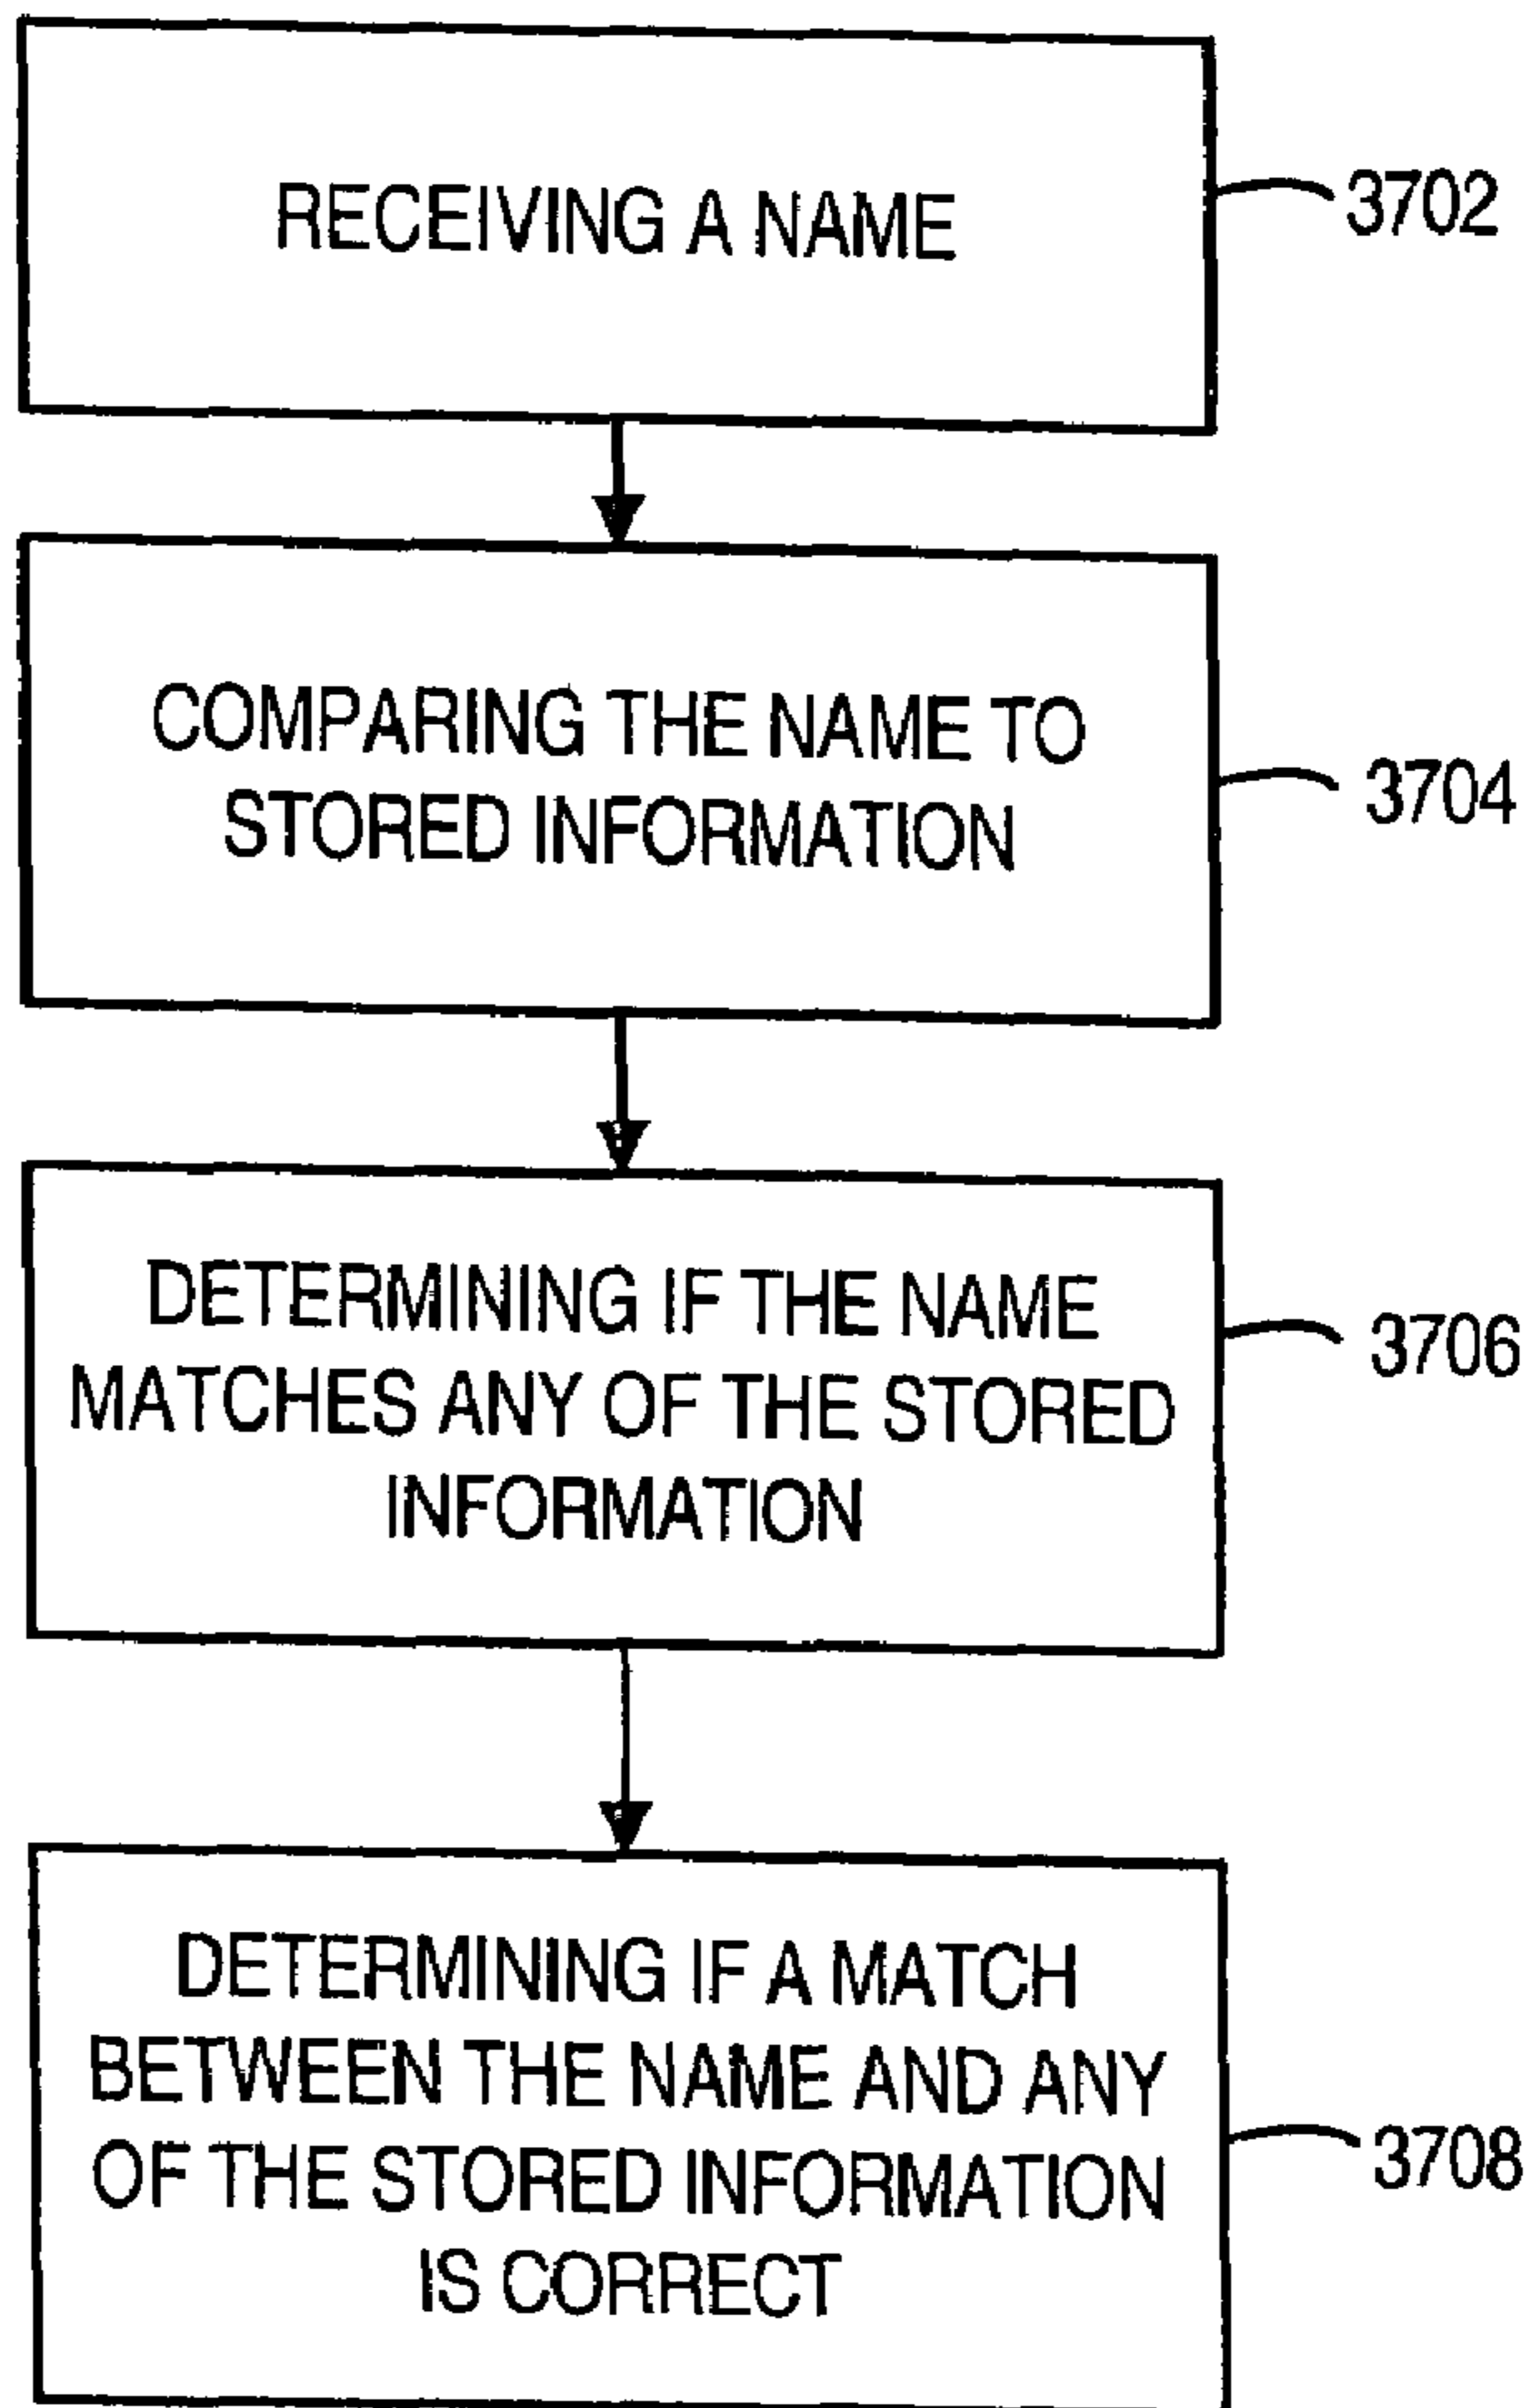 RECEIVING A NAME
3702
COMPARING THE NAME TO
STORED INFORMATION
3704
DETERMINING IF THE NAME
MATCHES ANY OF THE STORED
INFORMATION
3706
DETERMINING IF A MATCH
BETWEEN THE NAME AND ANY
OF THE STORED INFORMATION
IS CORRECT
3708